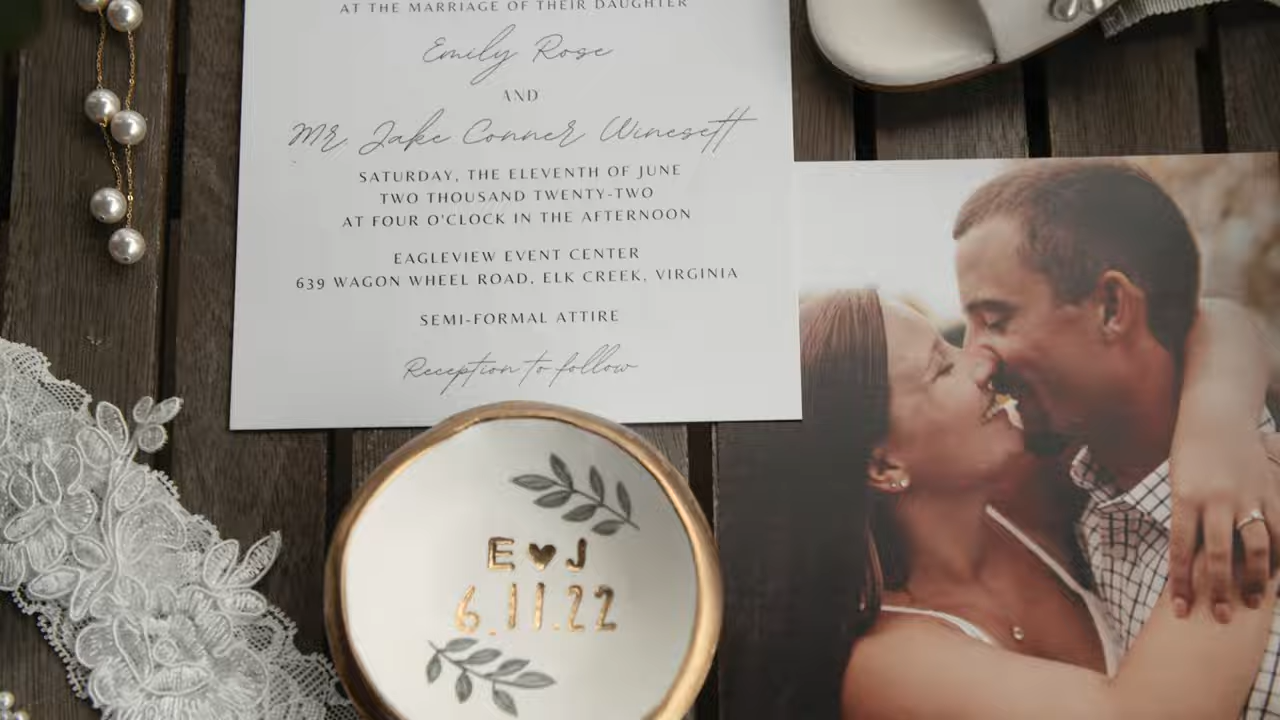 AT THE MARRIAGE OF THEIR DAUGHTER
Emily Rose
AND
Mr. Jake Conner Winesett
SATURDAY, THE ELEVENTH OF JUNE
TWO THOUSAND TWENTY-TWO
AT FOUR O'CLOCK IN THE AFTERNOON
EAGLEVIEW EVENT CENTER
639 WAGON WHEEL ROAD, ELK CREEK, VIRGINIA
SEMI-FORMAL ATTIRE
Reception to follow
E♥J
6.11.22